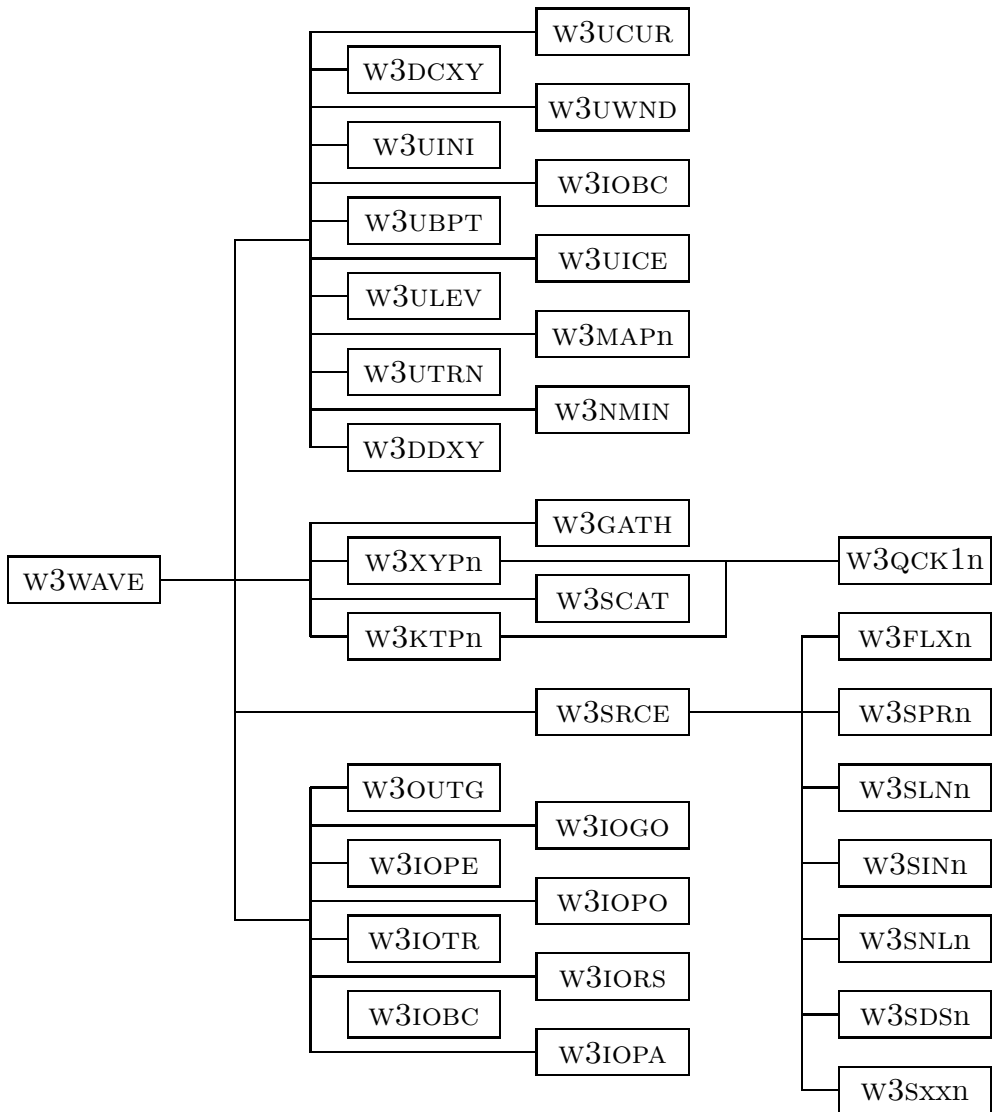 W3UCUR
W3DCXY
W3UWND
W3UINI
W3IOBC
W3UBPT
W3UICE
W3ULEV
W3MAPn
W3UTRN
W3NMIN
W3DDXY
W3GATH
W3WAVE W3XYPn W3QCK1n
W3SCAT
W3KTPn W3FLXn
W3SRCE W3SPRn
W3OUTG W3SLNn
W3IOGO
W3IOPE W3SINn
W3IOPO
W3IOTR W3SNLn
W3IORS
W3IOBC W3SDSn
W3IOPA
W3Sxxn